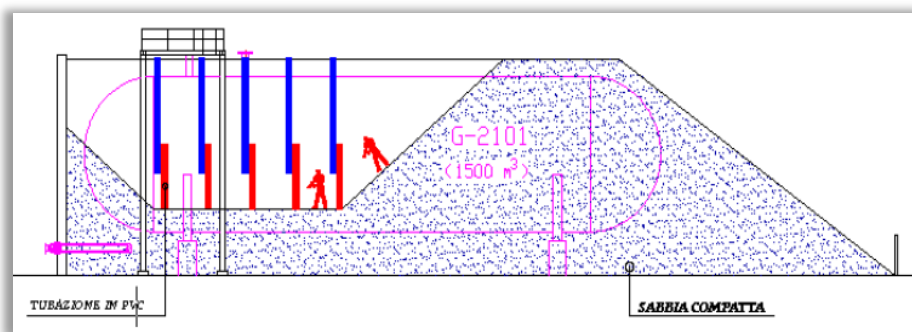 G-2101
(1500 m³)
TUBAZIONE IN PVC
SABBIA COMPATTA